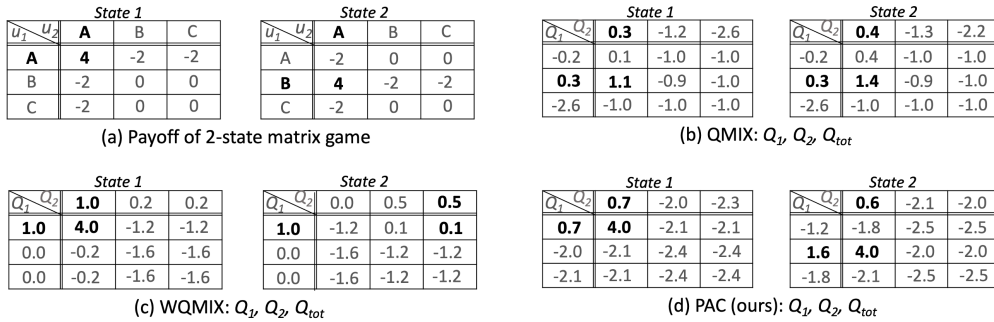 State 1
u1 u2 A B C
A 4 -2 -2
B -2 0 0
C -2 0 0
State 2
u1 u2 A B C
A -2 0 0
B 4 -2 -2
C -2 0 0
(a) Payoff of 2-state matrix game
State 1
Q1 Q2 0.3 -1.2 -2.6
-0.2 0.1 -1.0 -1.0
0.3 1.1 -0.9 -1.0
-2.6 -1.0 -1.0 -1.0
State 2
Q1 Q2 0.4 -1.3 -2.2
-0.2 0.4 -1.0 -1.0
0.3 1.4 -0.9 -1.0
-2.6 -1.0 -1.0 -1.0
(b) QMIX: Q1, Q2, Qtot
State 1
Q1 Q2 1.0 0.2 0.2
1.0 4.0 -1.2 -1.2
0.0 -0.2 -1.6 -1.6
0.0 -0.2 -1.6 -1.6
State 2
Q1 Q2 0.0 0.5 0.5
1.0 -1.2 0.1 0.1
0.0 -1.6 -1.2 -1.2
0.0 -1.6 -1.2 -1.2
(c) WQMIX: Q1, Q2, Qtot
State 1
Q1 Q2 0.7 -2.0 -2.3
0.7 4.0 -2.1 -2.1
-2.0 -2.1 -2.4 -2.4
-2.1 -2.1 -2.4 -2.4
State 2
Q1 Q2 0.6 -2.1 -2.0
-1.2 -1.8 -2.5 -2.5
1.6 4.0 -2.0 -2.0
-1.8 -2.1 -2.5 -2.5
(d) PAC (ours): Q1, Q2, Qtot